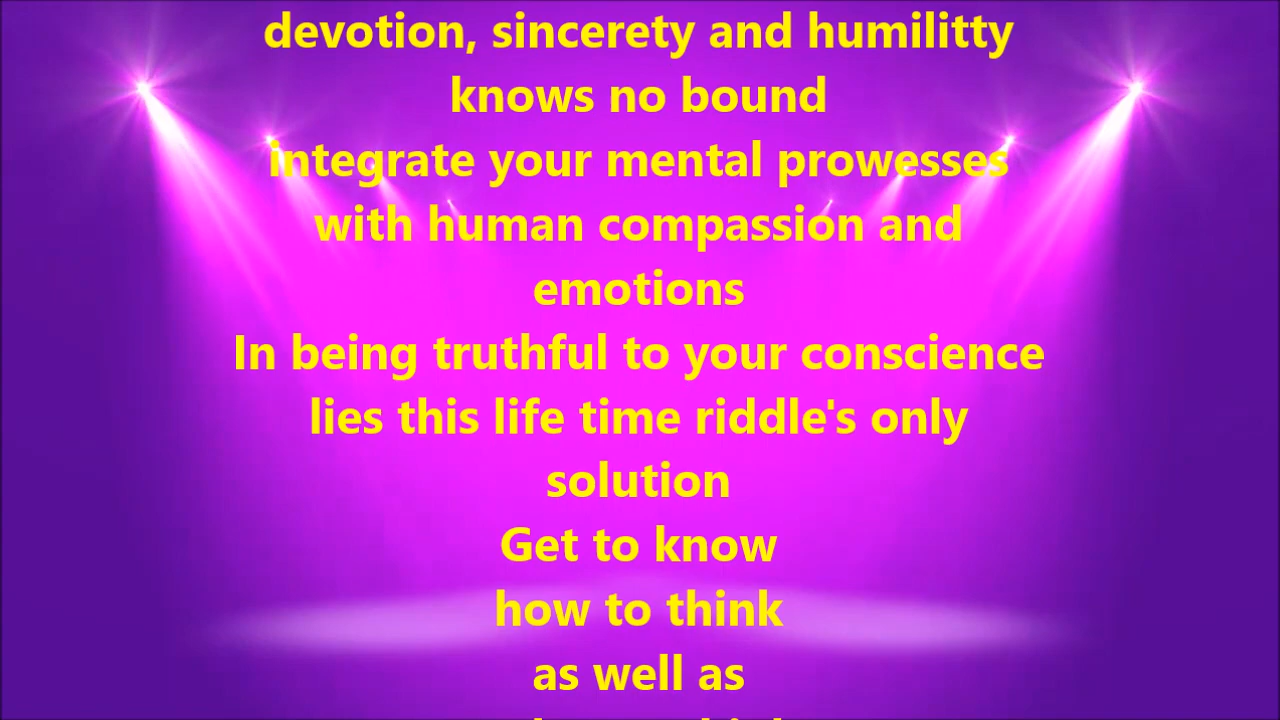 devotion, sincerety and humilitty
knows no bound
integrate your mental prowesses
with human compassion and
emotions
In being truthful to your conscience
lies this life time riddle's only
solution
Get to know
how to think
as well as